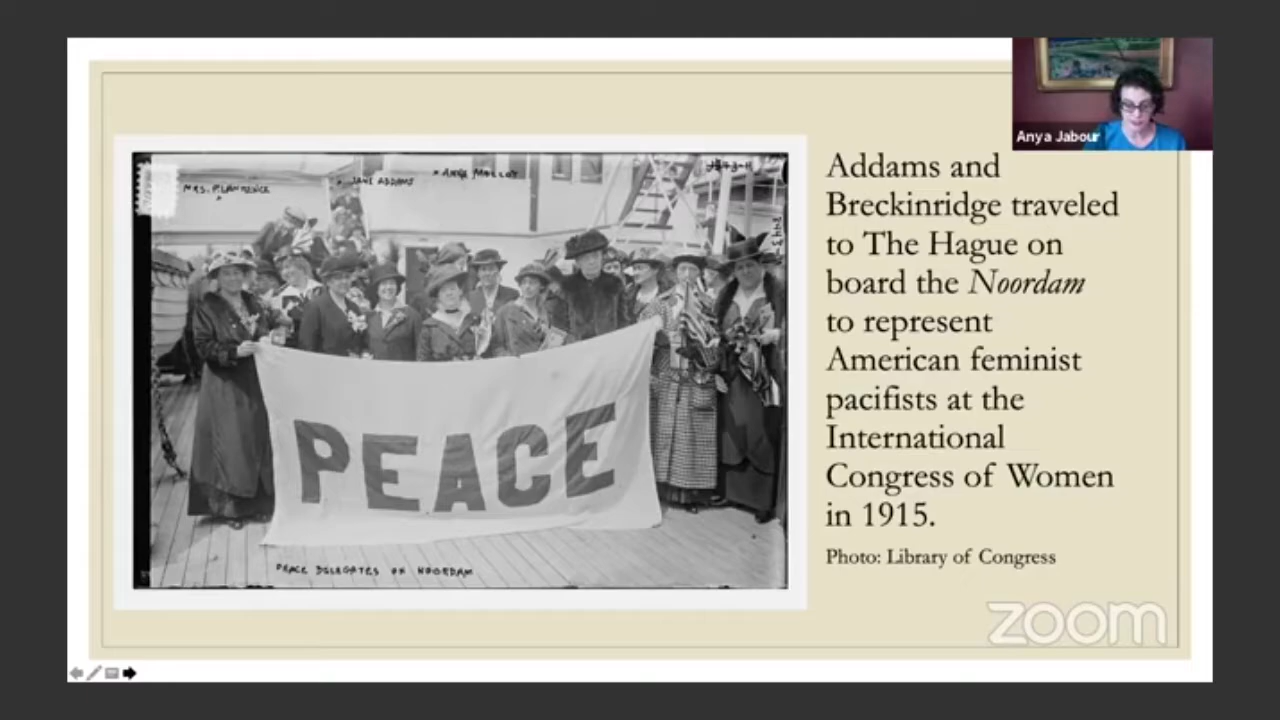 Anya Jabour
MRS. P. LAWRENCE
JANE ADDAMS
ANNA MOLLOY
PEACE
PEACE DELEGATES ON NOORDAM
Addams and
Breckinridge traveled
to The Hague on
board the Noordam
to represent
American feminist
pacifists at the
International
Congress of Women
in 1915.
Photo: Library of Congress
zoom